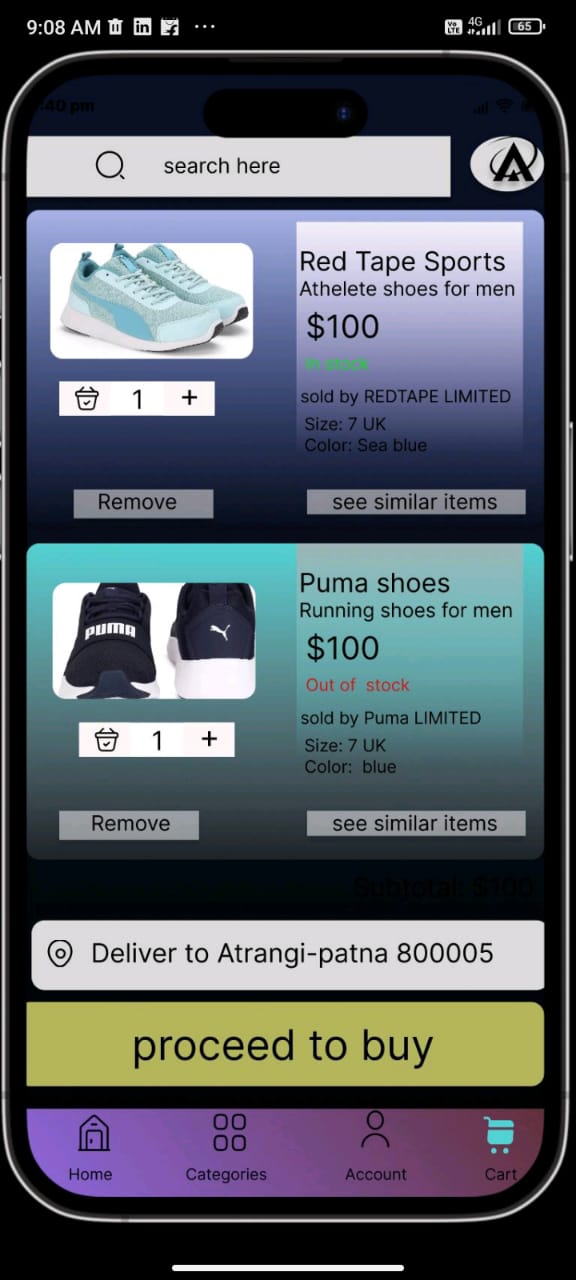 9:08 AM
4G
Vo
LTE
65
:40 pm
search here
A
Red Tape Sports
Athelete shoes for men
$100
In stock
sold by REDTAPE LIMITED
Size: 7 UK
Color: Sea blue
1 +
Remove
see similar items
Puma shoes
Running shoes for men
$100
PUMA
Out of stock
sold by Puma LIMITED
Size: 7 UK
Color: blue
1 +
Remove
see similar items
Subtotal: $100
Deliver to Atrangi-patna 800005
proceed to buy
Home
Categories
Account
Cart